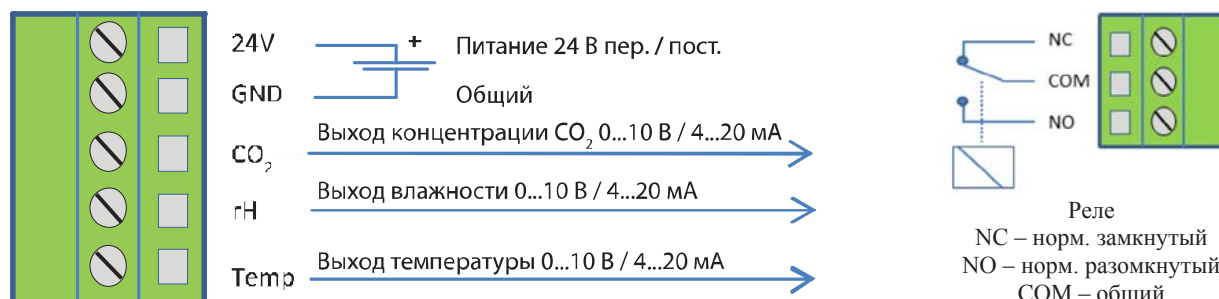 24V
+ Питание 24 В пер. / пост.
GND
Общий
Выход концентрации CO₂ 0...10 В / 4...20 мА
CO₂
Выход влажности 0...10 В / 4...20 мА
rH
Выход температуры 0...10 В / 4...20 мА
Temp
NC
COM
NO
Реле
NC – норм. замкнутый
NO – норм. разомкнутый
COM – общий